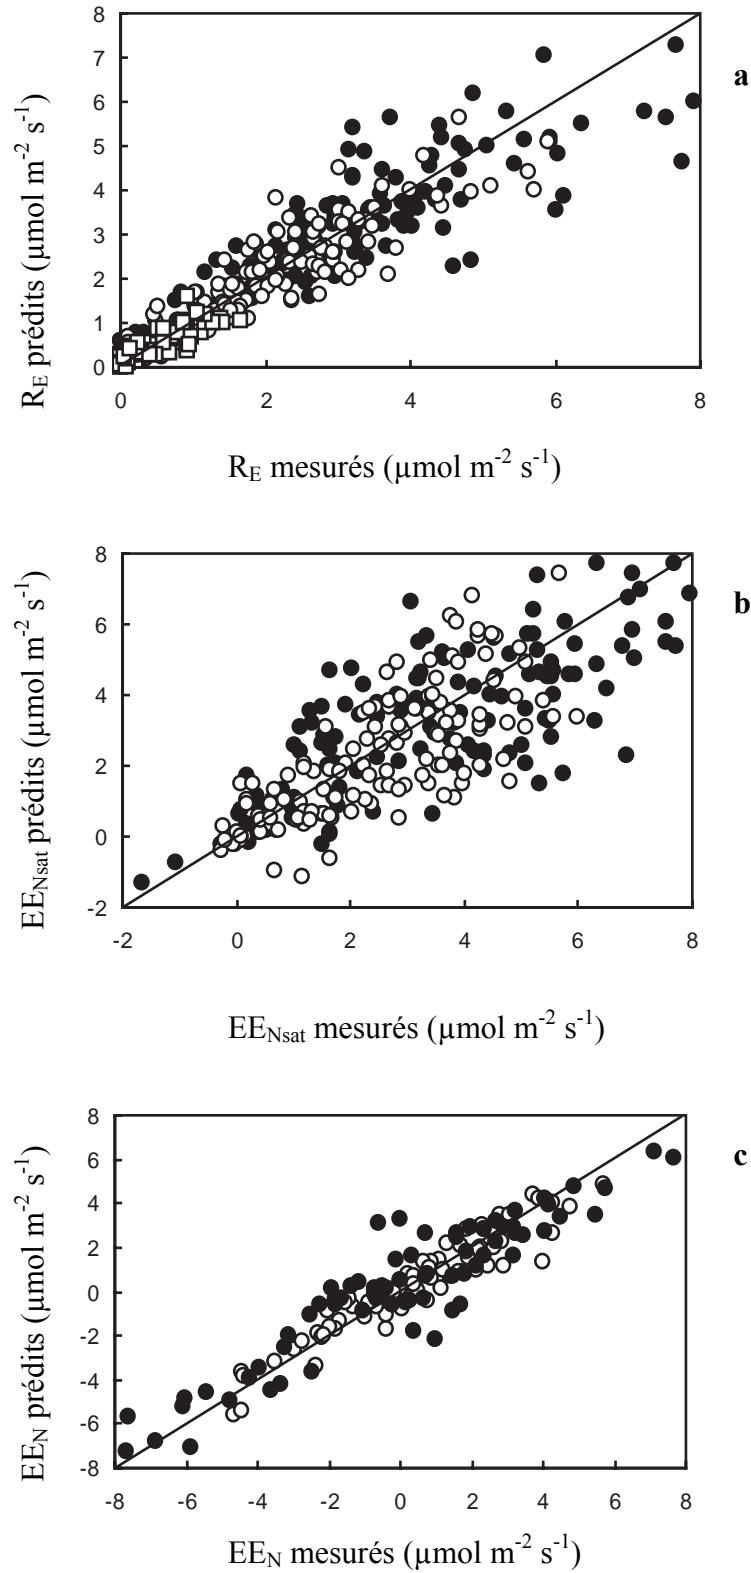 8
7
6
5
4
3
2
1
0
R_E prédits (µmol m⁻² s⁻¹)
a
0 2 4 6 8
R_E mesurés (µmol m⁻² s⁻¹)
8
6
4
2
0
-2
EE_Nsat prédits (µmol m⁻² s⁻¹)
b
-2 0 2 4 6 8
EE_Nsat mesurés (µmol m⁻² s⁻¹)
8
6
4
2
0
-2
-4
-6
-8
EE_N prédits (µmol m⁻² s⁻¹)
c
-8 -6 -4 -2 0 2 4 6 8
EE_N mesurés (µmol m⁻² s⁻¹)